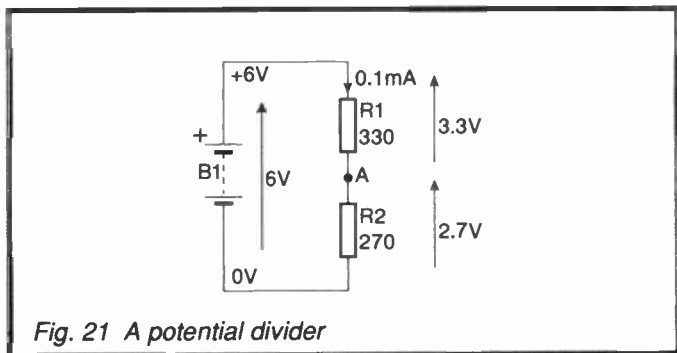 +6V
0.1mA
R1
330
3.3V
+
B1
6V
A
R2
270
2.7V
0V
Fig. 21 A potential divider